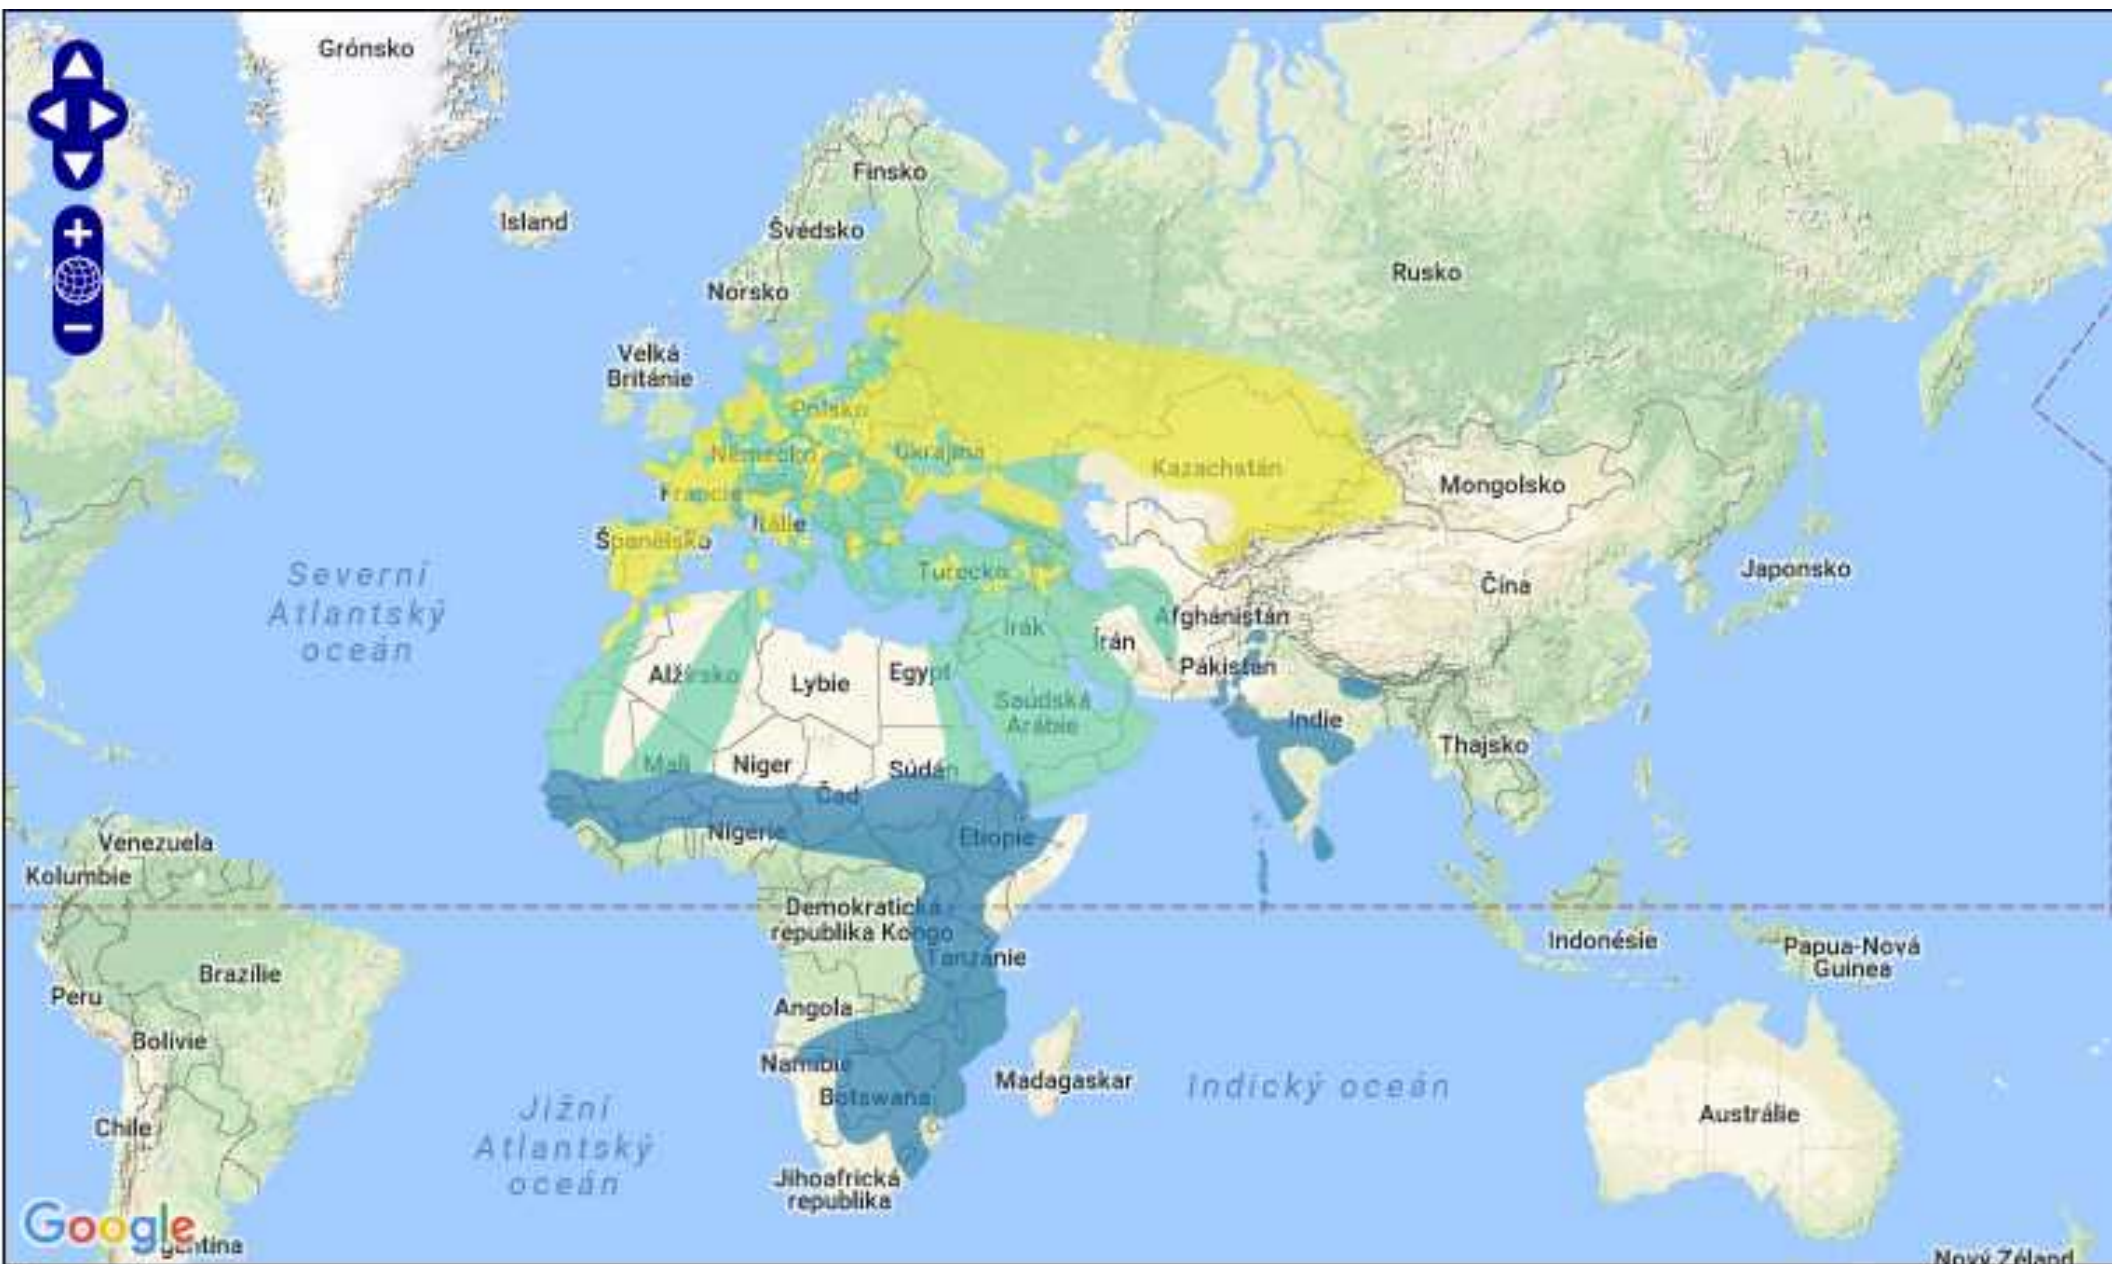 Grónsko
Finsko
Island
Švédsko
Rusko
Norsko
Velká
Británie
Polsko
Německo
Ukrajina
Kazachstán
Mongolsko
Francie
Itálie
Španělsko
Turecko
Čína
Japonsko
Severní
Atlantský
oceán
Afghánistán
Irák
Írán
Pákistán
Alžírsko
Lybie
Egypt
Saúdská
Arábie
Indie
Thajsko
Mali
Niger
Súdán
Čad
Nigérie
Etiopie
Venezuela
Kolumbie
Demokratická
republika Kongo
Tanzánie
Indonésie
Papua-Nová
Guinea
Brazílie
Peru
Angola
Bolívie
Namibie
Botswana
Madagaskar
Indický oceán
Austrálie
Chile
Jižní
Atlantský
oceán
Jihoafrická
republika
Google
Nový Zéland